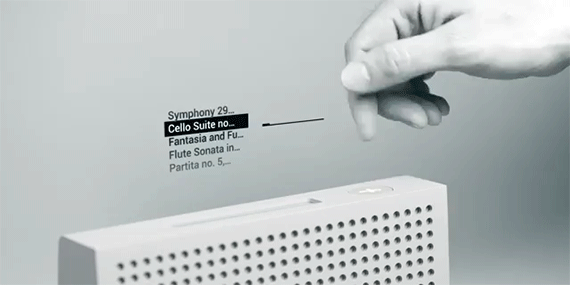 Symphony 29...
Cello Suite no...
Fantasia and Fu...
Flute Sonata in...
Partita no. 5,...